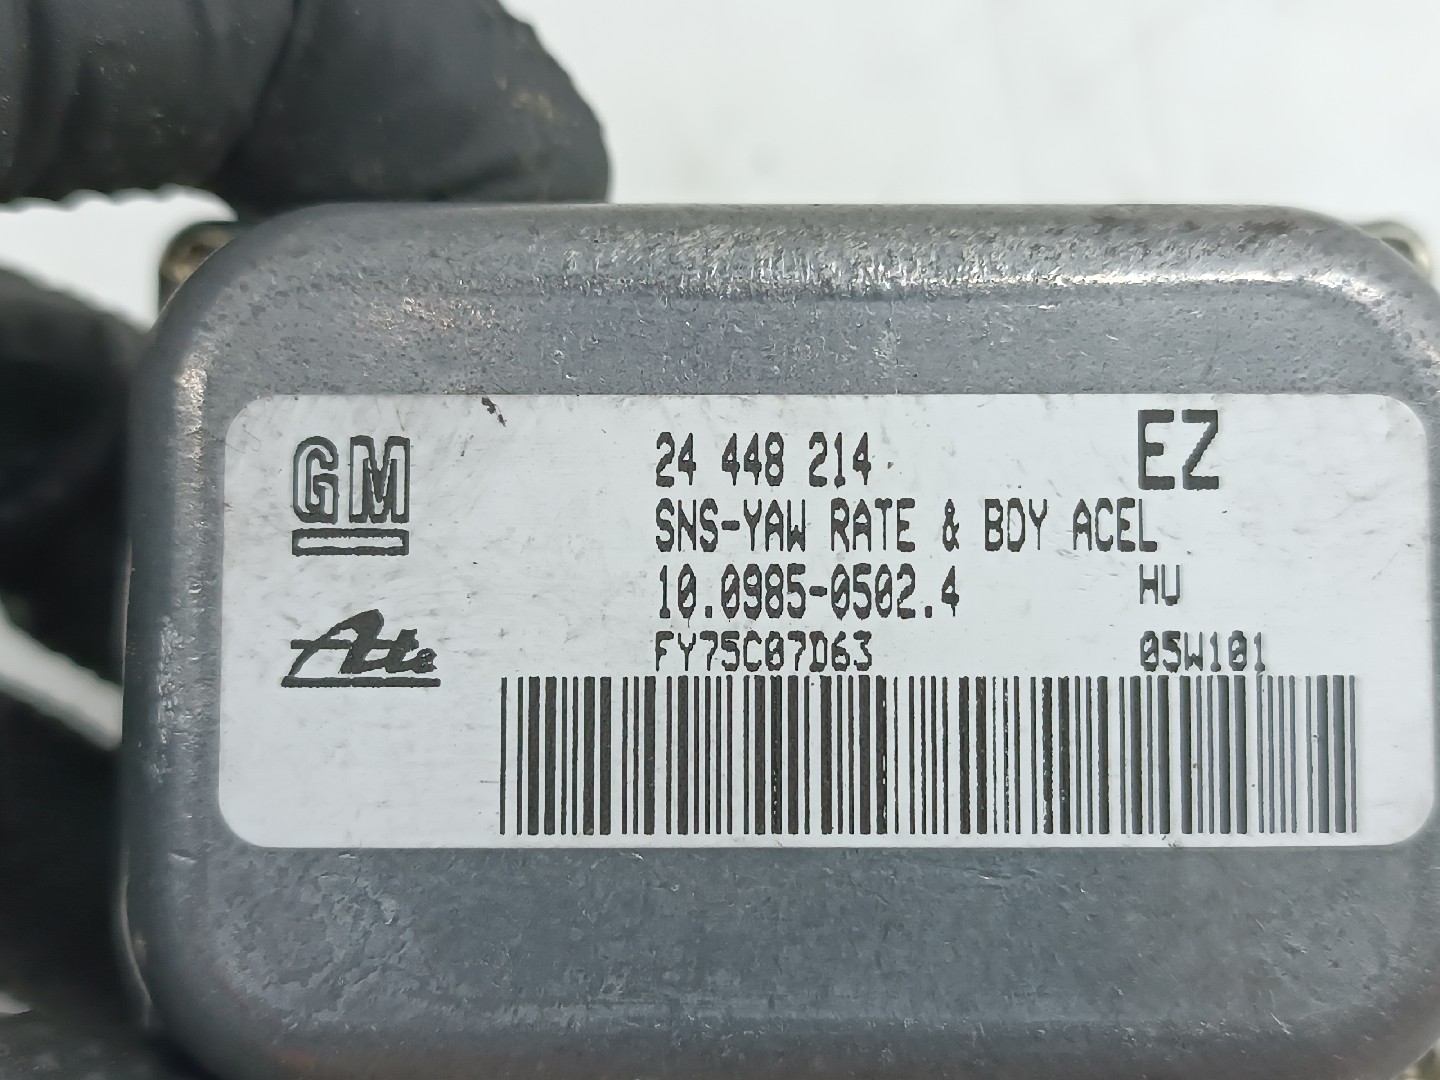 GM
24 448 214 EZ
SNS-YAW RATE & BDY ACEL
10.0985-0502.4 HU
Ate
FY75C07D63 05W101